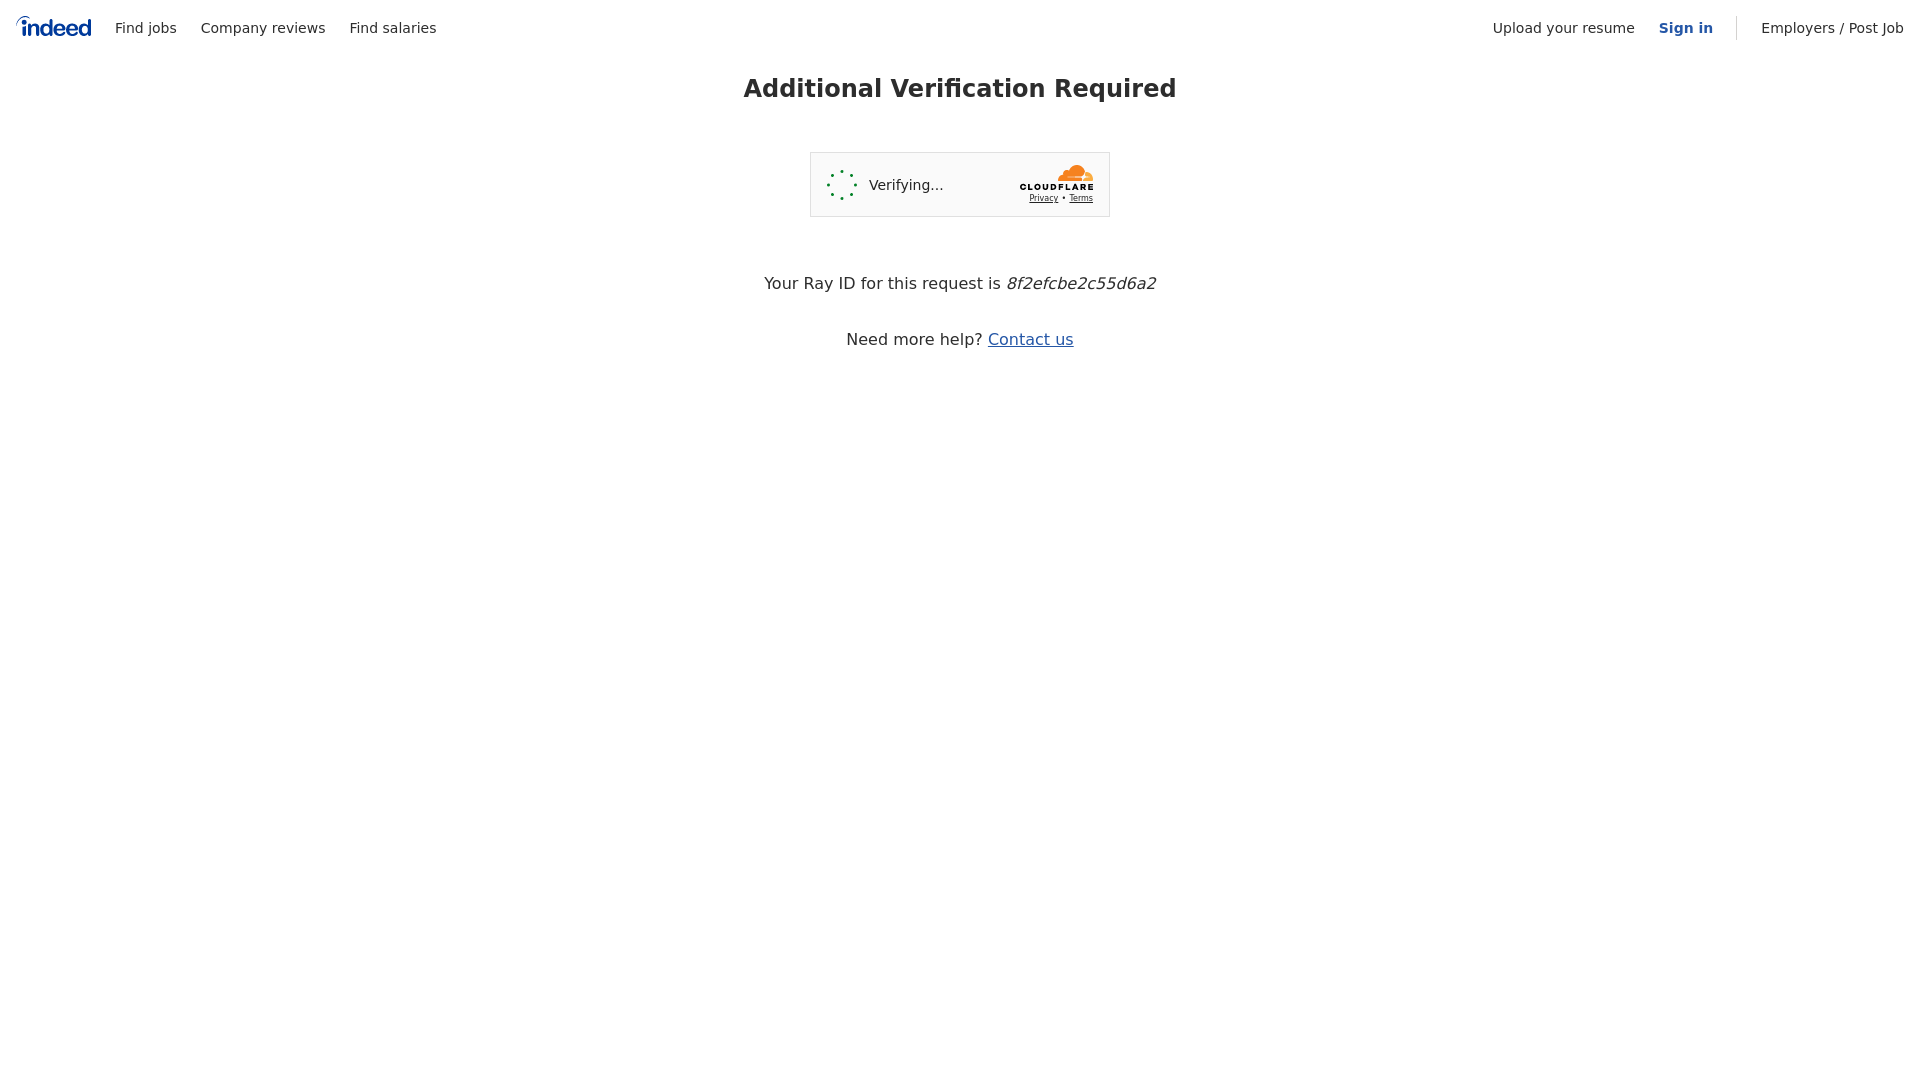 indeed Find jobs Company reviews Find salaries Upload your resume Sign in Employers / Post Job
Additional Verification Required
Verifying...
CLOUDFLARE
Privacy • Terms
Your Ray ID for this request is 8f2efcbe2c55d6a2
Need more help? Contact us